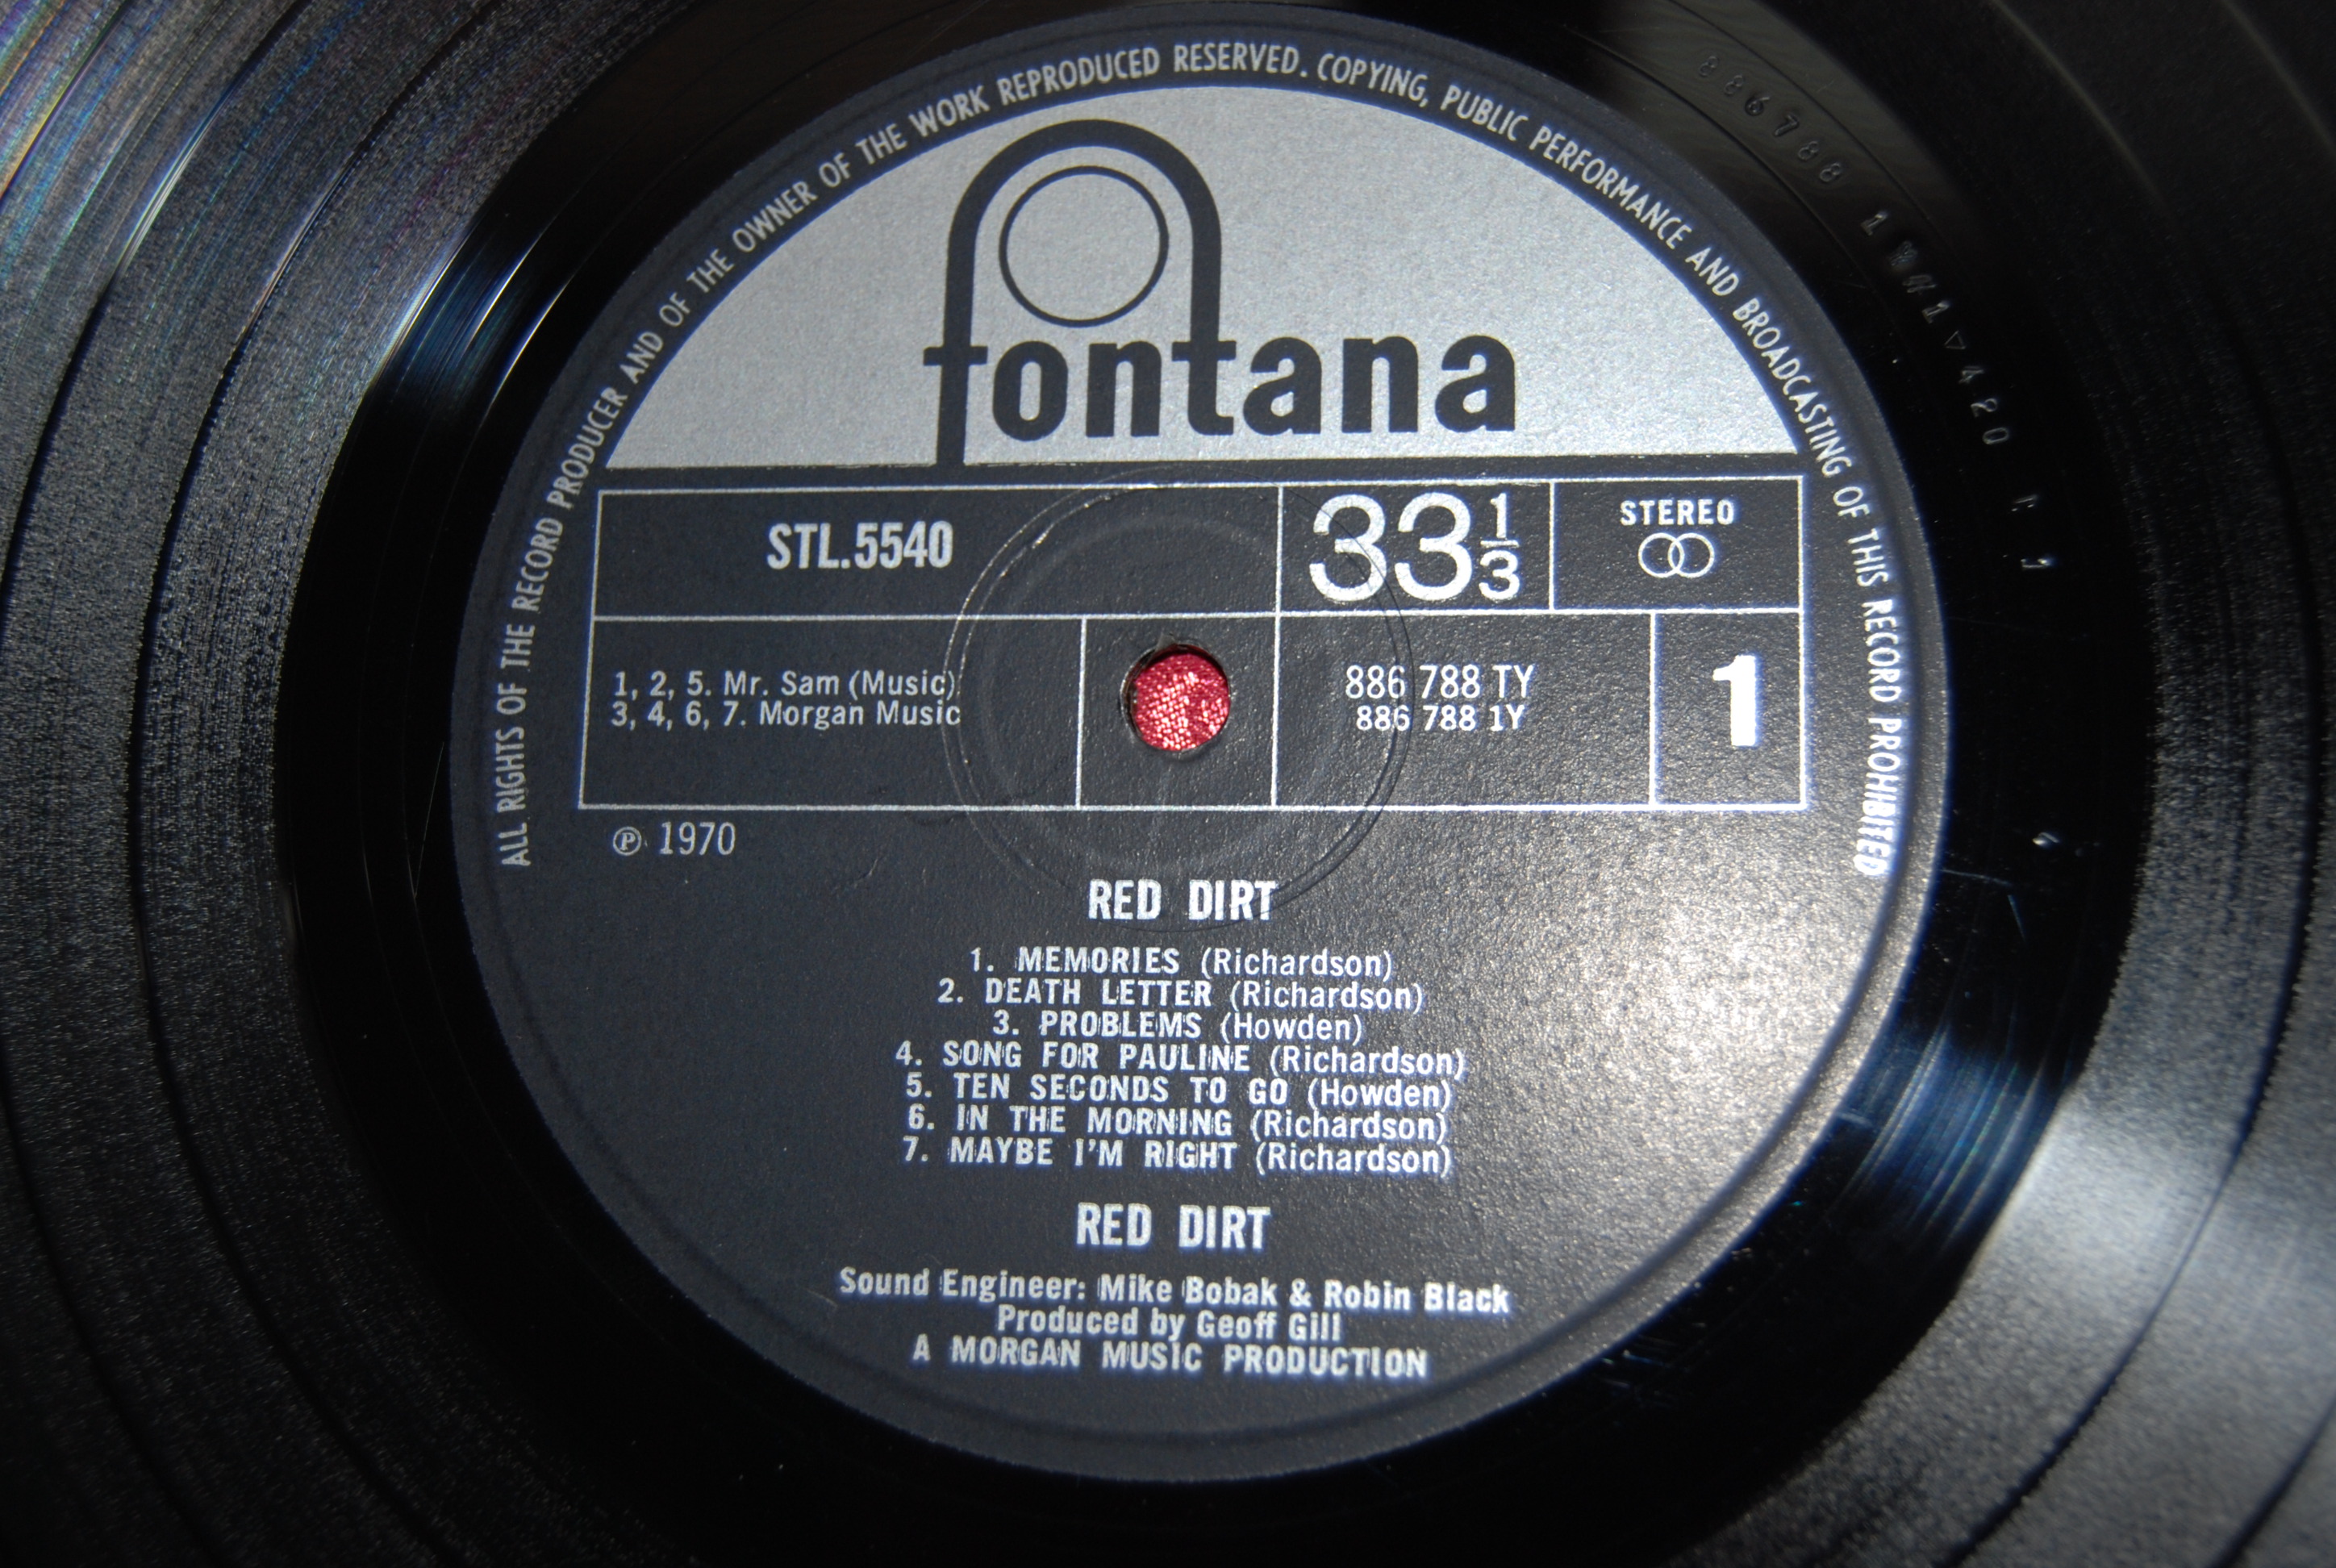 ALL RIGHTS OF THE RECORD PRODUCER AND OF THE OWNER OF THE WORK REPRODUCED RESERVED. COPYING, PUBLIC PERFORMANCE AND BROADCASTING OF THIS RECORD PROHIBITED
fontana
STL.5540
33 1/3
STEREO
1, 2, 5. Mr. Sam (Music)
3, 4, 6, 7. Morgan Music
886 788 TY
886 788 1Y
1
℗ 1970
RED DIRT
1. MEMORIES (Richardson)
2. DEATH LETTER (Richardson)
3. PROBLEMS (Howden)
4. SONG FOR PAULINE (Richardson)
5. TEN SECONDS TO GO (Howden)
6. IN THE MORNING (Richardson)
7. MAYBE I'M RIGHT (Richardson)
RED DIRT
Sound Engineer: Mike Bobak & Robin Black
Produced by Geoff Gill
A MORGAN MUSIC PRODUCTION
886788 1
420